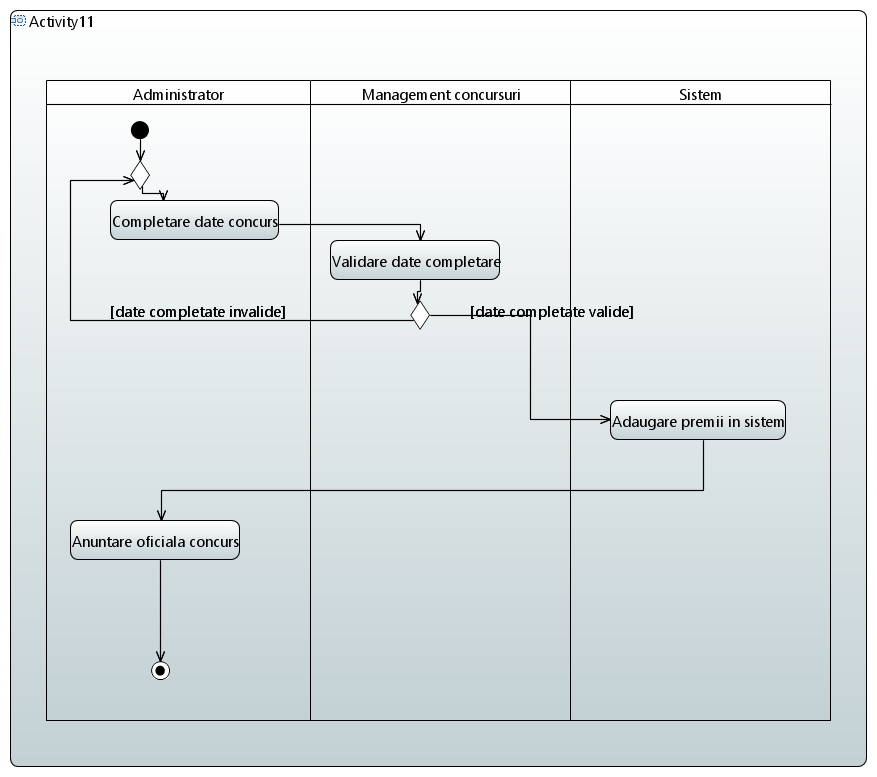 Activity11
Administrator
Management concursuri
Sistem
Completare date concurs
Validare date completare
[date completate invalide]
[date completate valide]
Adaugare premii in sistem
Anuntare oficiala concurs